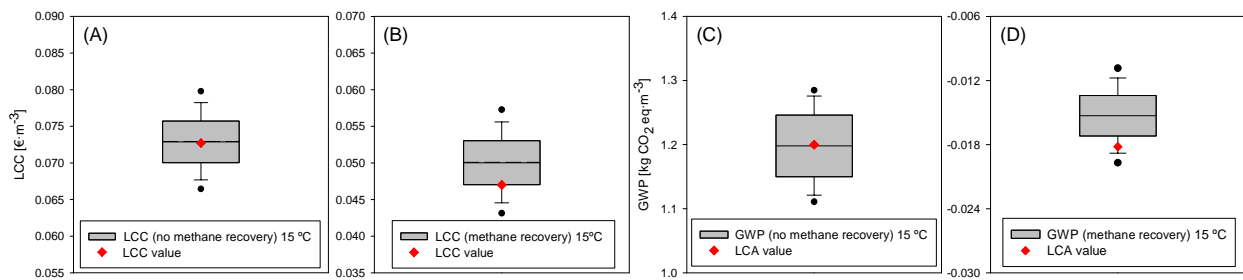 (A)
LCC [€·m-3]
0.090
0.085
0.080
0.075
0.070
0.065
0.060
0.055
LCC (no methane recovery) 15 ºC
LCC value
(B)
0.070
0.065
0.060
0.055
0.050
0.045
0.040
0.035
LCC (methane recovery) 15ºC
LCC value
(C)
GWP [kg CO2 eq·m-3]
1.4
1.3
1.2
1.1
1.0
GWP (no methane recovery) 15 ºC
LCA value
(D)
-0.006
-0.012
-0.018
-0.024
-0.030
GWP (methane recovery) 15 ºC
LCA value